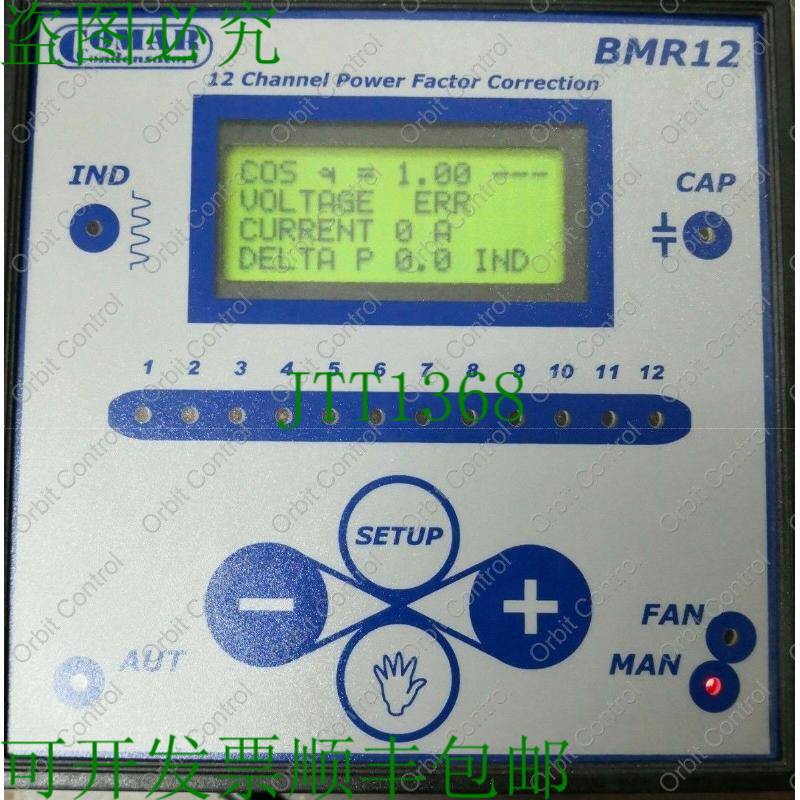 盗图必究
COMAR
Condensatori
BMR12
12 Channel Power Factor Correction
IND
CAP
COS φ = 1.00 ---
VOLTAGE ERR
CURRENT 0 A
DELTA P 0.0 IND
1 2 3 4 5 6 7 8 9 10 11 12
JTT1368
SETUP
− +
FAN
AUT
MAN
可开发票顺丰包邮
Orbit Control